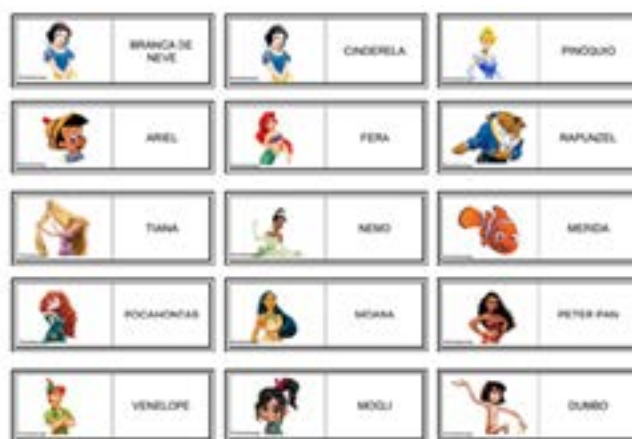 BRANCA DE
NEVE
CINDERELA
PINÓQUIO
ARIEL
FERA
RAPUNZEL
TIANA
NEMO
MERIDA
POCAHONTAS
MOANA
PETER PAN
VENELOPE
MOGLI
DUMBO